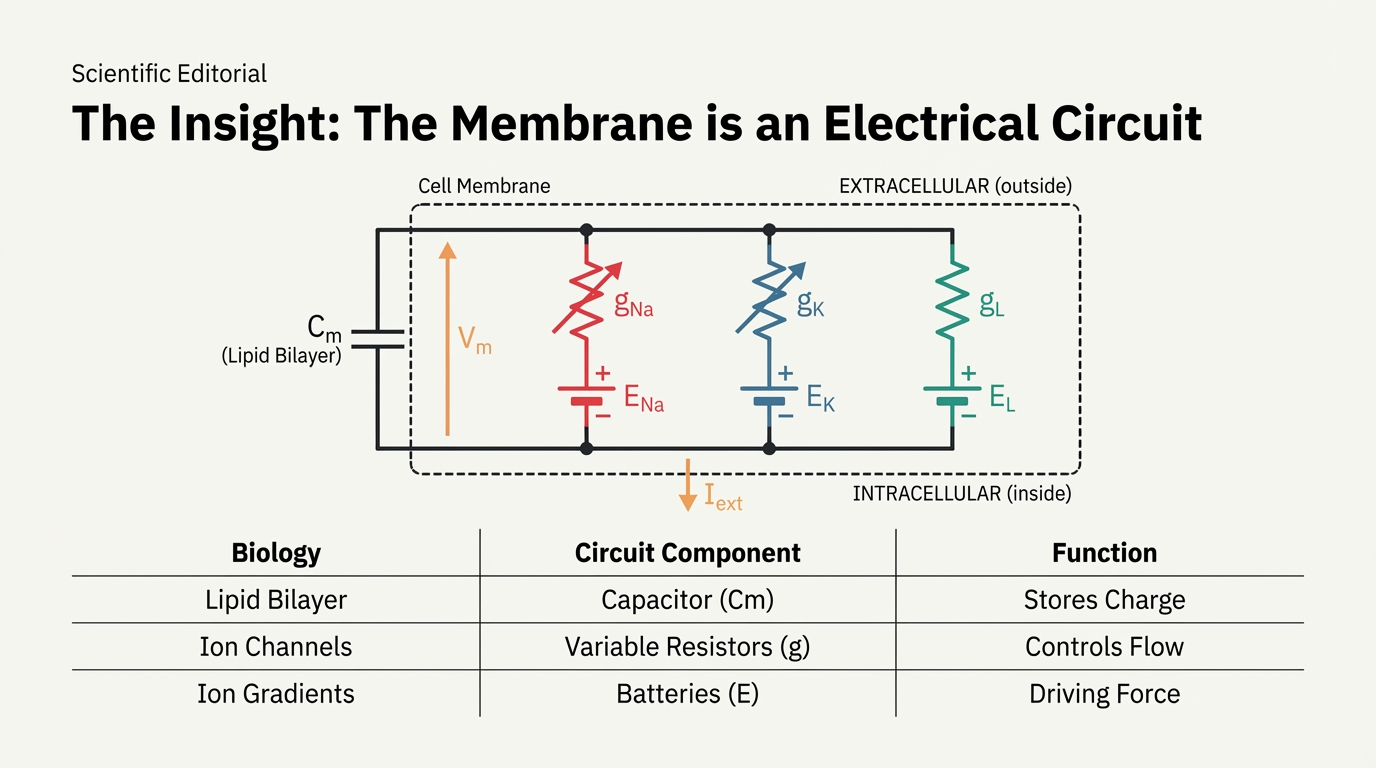 Scientific Editorial
The Insight: The Membrane is an Electrical Circuit
Cell Membrane
EXTRACELLULAR (outside)
Cm
(Lipid Bilayer)
Vm
gNa
gK
gL
+
+
+
ENa
EK
EL
−
−
−
Iext
INTRACELLULAR (inside)
Biology Circuit Component Function
Lipid Bilayer Capacitor (Cm) Stores Charge
Ion Channels Variable Resistors (g) Controls Flow
Ion Gradients Batteries (E) Driving Force